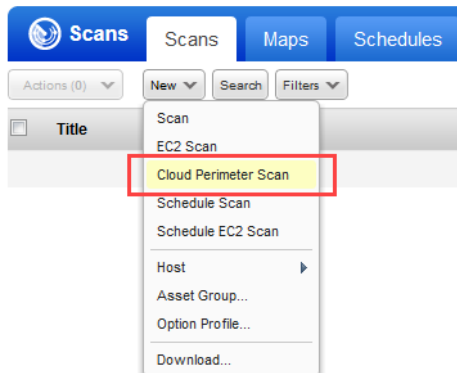 Scans Scans Maps Schedules
Actions (0) New Search Filters
Title
Scan
EC2 Scan
Cloud Perimeter Scan
Schedule Scan
Schedule EC2 Scan
Host
Asset Group...
Option Profile...
Download...